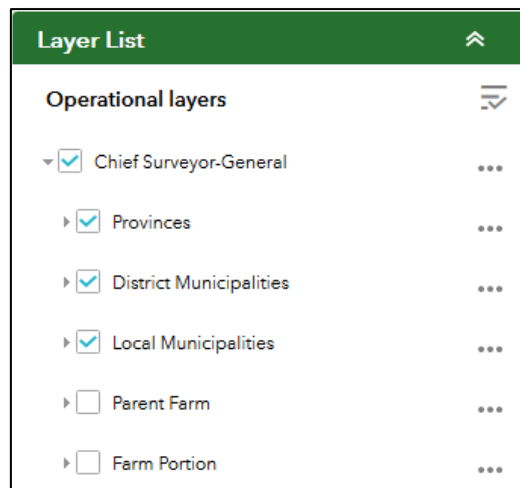 Layer List
Operational layers
Chief Surveyor-General
Provinces
District Municipalities
Local Municipalities
Parent Farm
Farm Portion